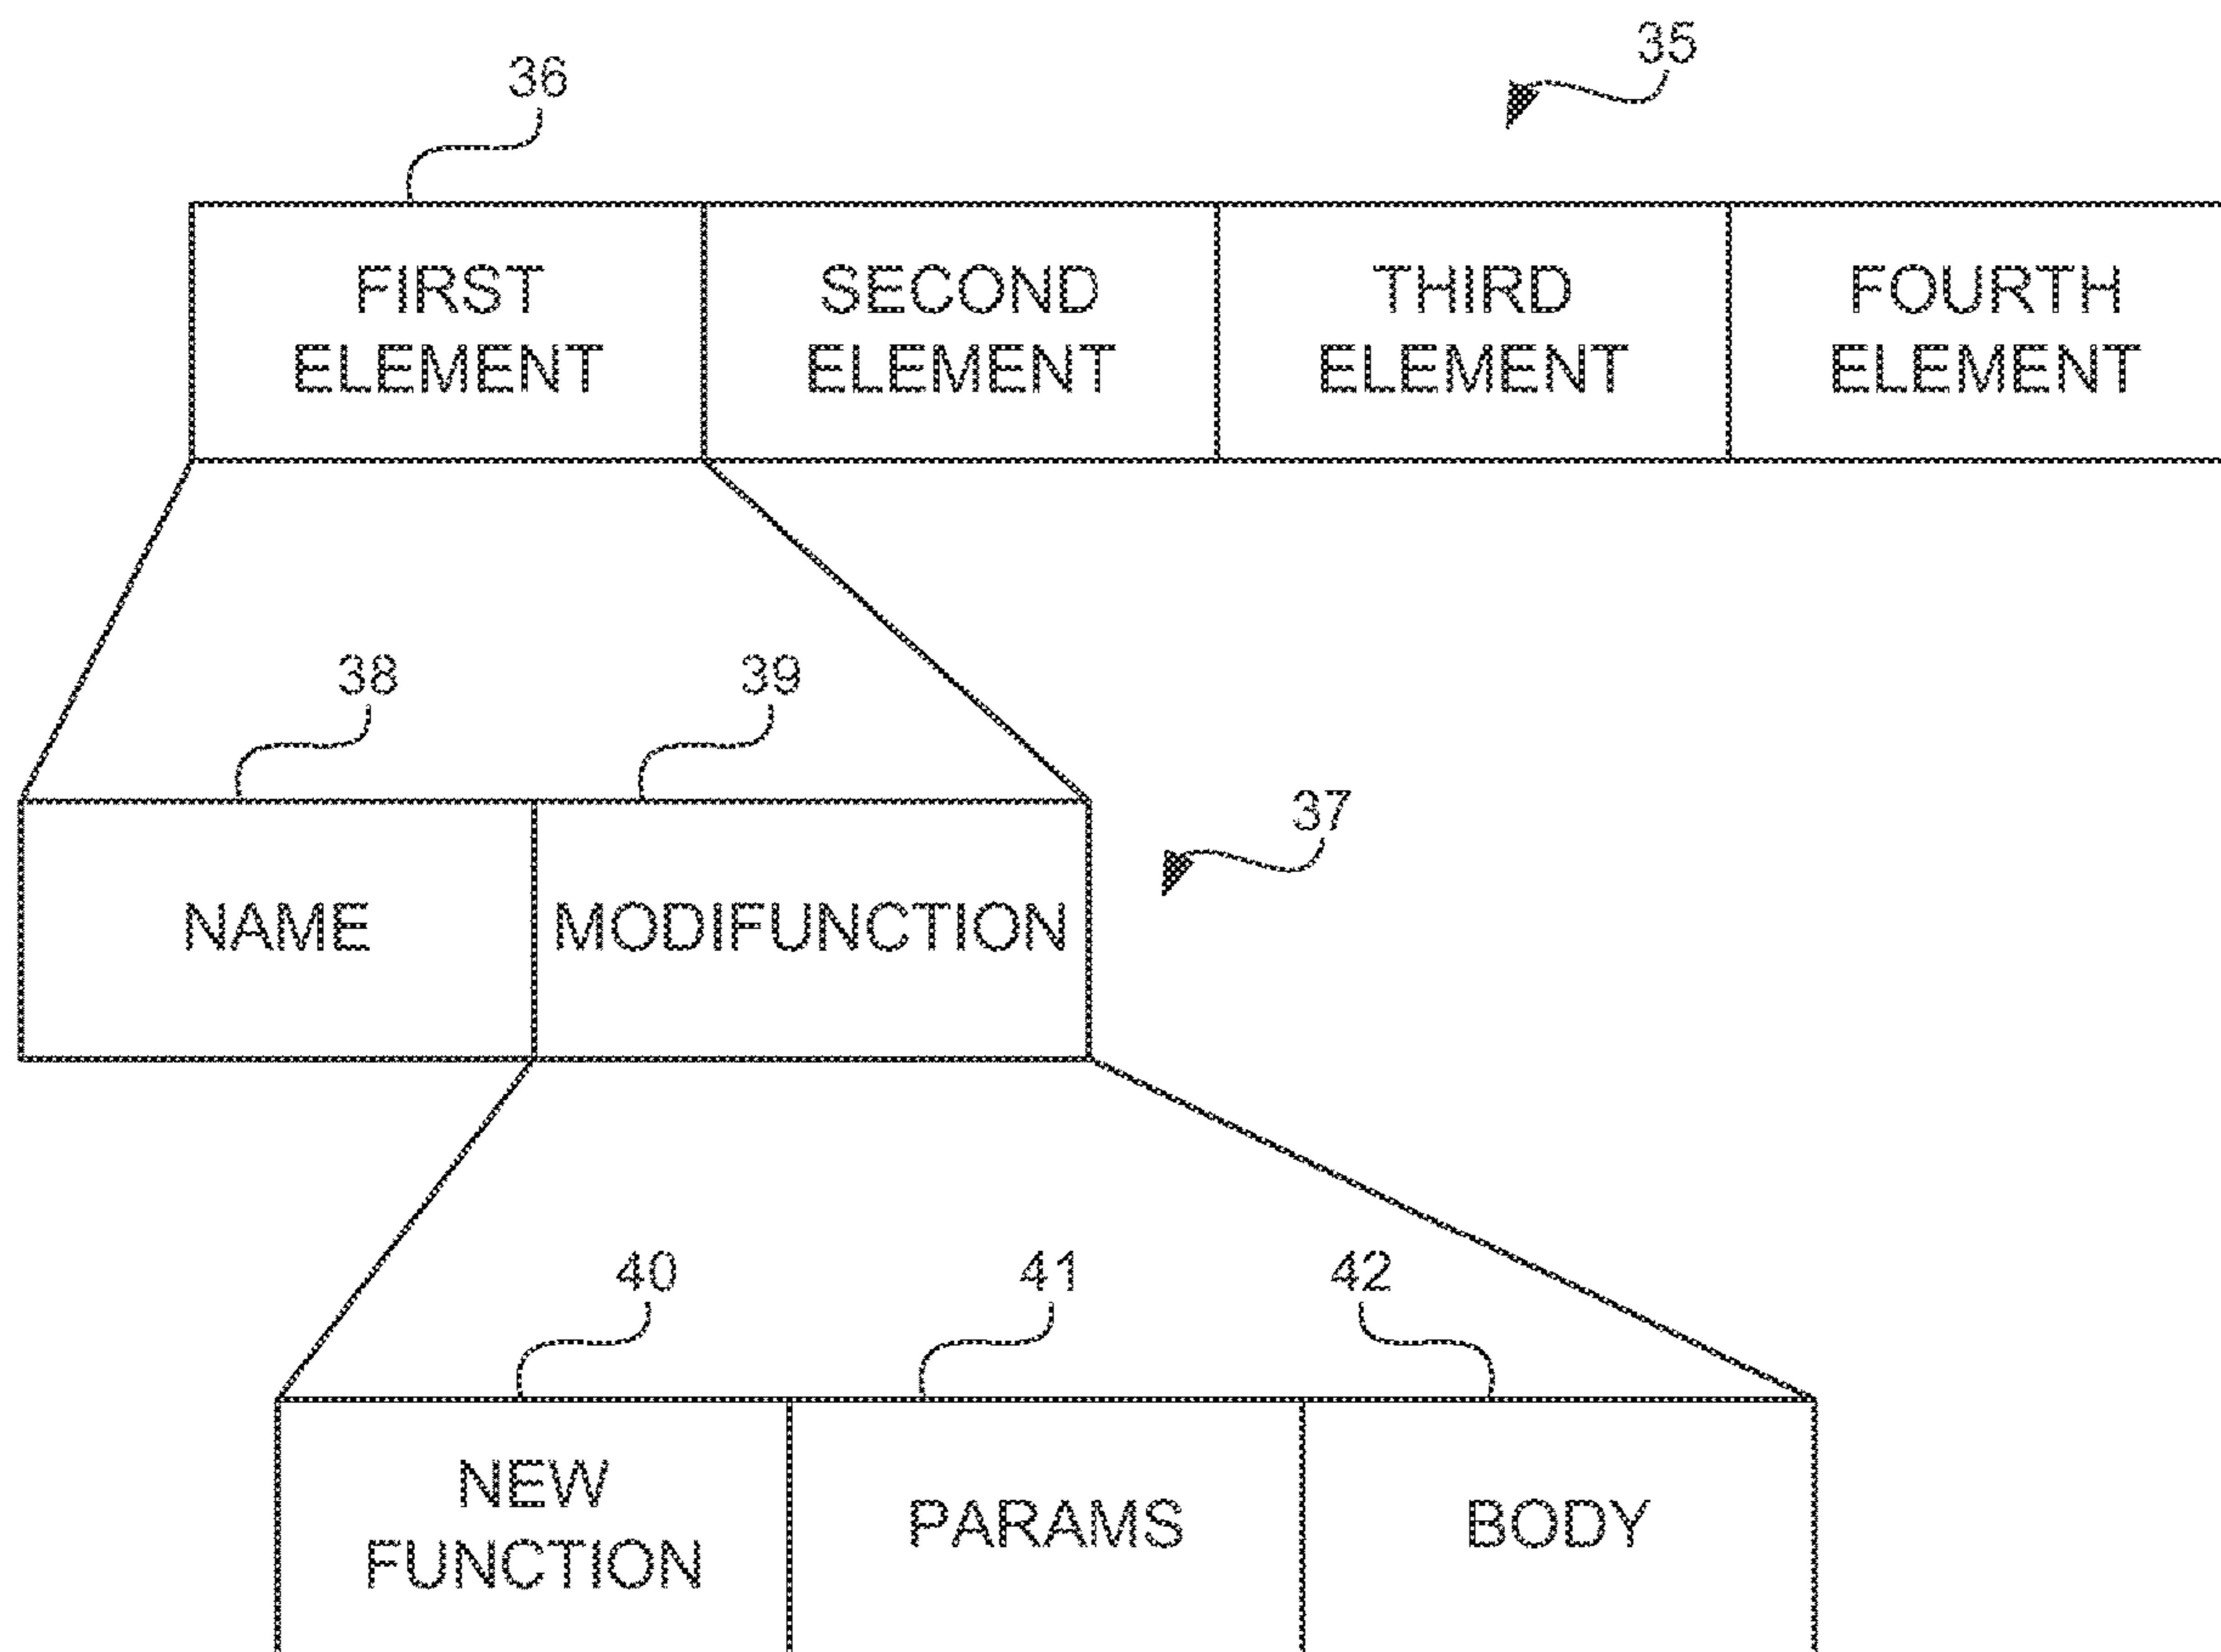 35
36
FIRST
ELEMENT
SECOND
ELEMENT
THIRD
ELEMENT
FOURTH
ELEMENT
38
39
37
NAME
MODIFUNCTION
40
41
42
NEW
FUNCTION
PARAMS
BODY